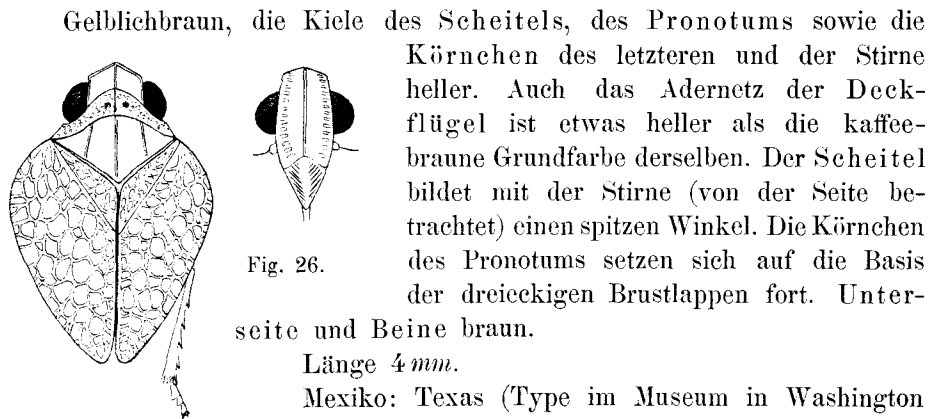 Gelblichbraun, die Kiele des Scheitels, des Pronotums sowie die
Körnchen des letzteren und der Stirne
heller. Auch das Adernetz der Deck-
flügel ist etwas heller als die kaffee-
braune Grundfarbe derselben. Der Scheitel
bildet mit der Stirne (von der Seite be-
trachtet) einen spitzen Winkel. Die Körnchen
des Pronotums setzen sich auf die Basis
der dreieckigen Brustlappen fort. Unter-
seite und Beine braun.
Fig. 26.
Länge 4 mm.
Mexiko: Texas (Type im Museum in Washington